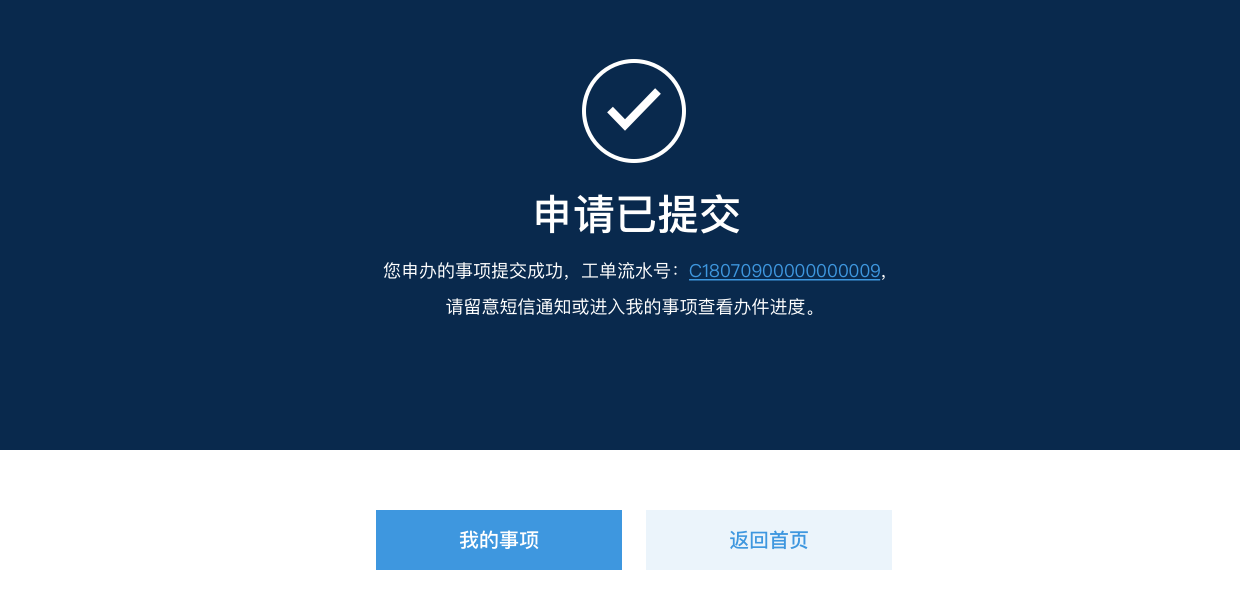 申请已提交
您申办的事项提交成功，工单流水号：C18070900000000009,
请留意短信通知或进入我的事项查看办件进度。
我的事项
返回首页